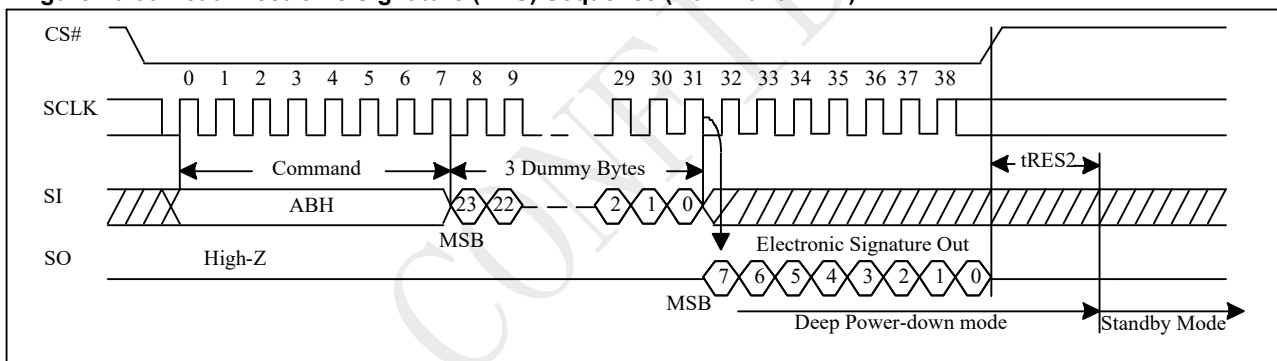 CS#
0 1 2 3 4 5 6 7 8 9 29 30 31 32 33 34 35 36 37 38
SCLK
Command 3 Dummy Bytes tRES2
SI
ABH 23 22 2 1 0
MSB
SO High-Z Electronic Signature Out
7 6 5 4 3 2 1 0
MSB
Deep Power-down mode Standby Mode